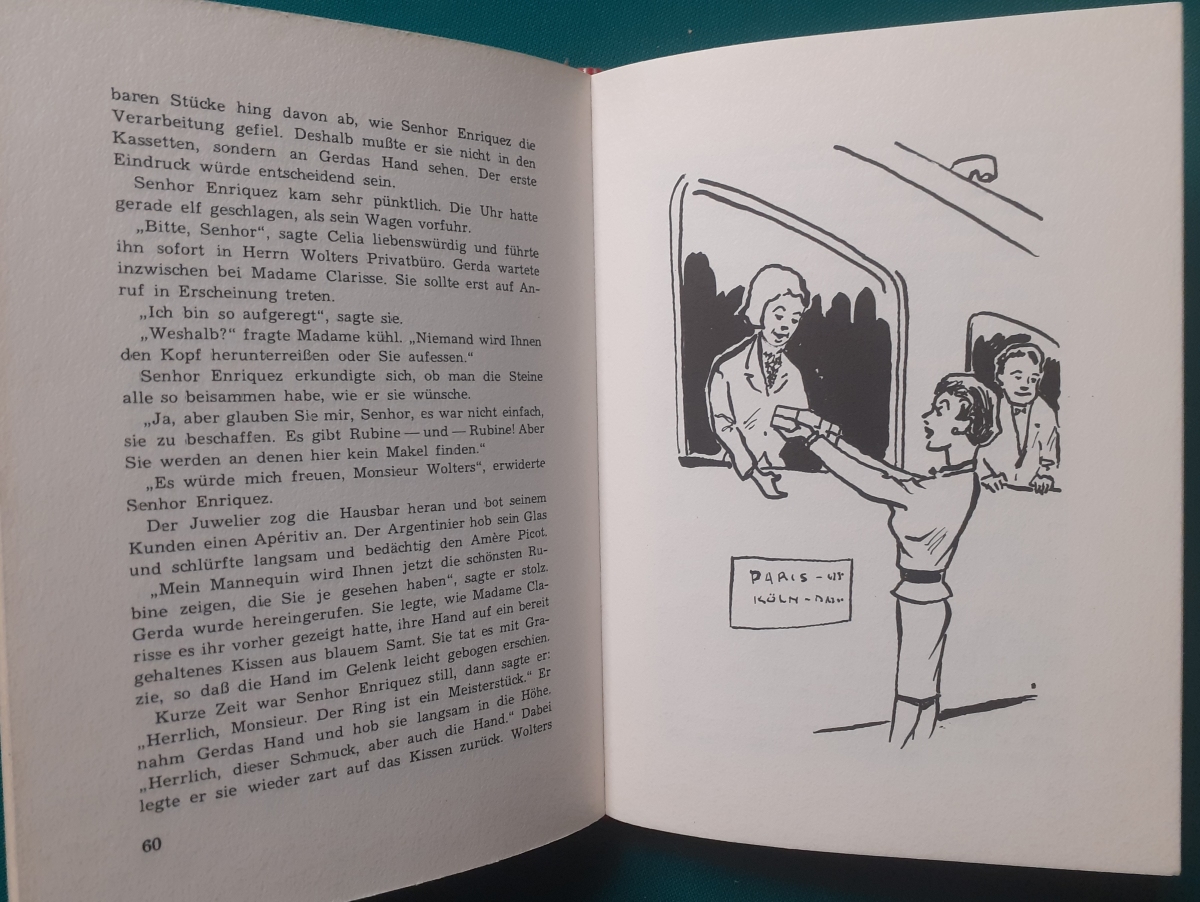 baren Stücke hing davon ab, wie Senhor Enriquez die
Verarbeitung gefiel. Deshalb mußte er sie nicht in den
Kassetten, sondern an Gerdas Hand sehen. Der erste
Eindruck würde entscheidend sein.
Senhor Enriquez kam sehr pünktlich. Die Uhr hatte
gerade elf geschlagen, als sein Wagen vorfuhr.
„Bitte, Senhor“, sagte Celia liebenswürdig und führte
ihn sofort in Herrn Wolters Privatbüro. Gerda wartete
inzwischen bei Madame Clarisse. Sie sollte erst auf An-
ruf in Erscheinung treten.
„Ich bin so aufgeregt“, sagte sie.
„Weshalb?“ fragte Madame kühl. „Niemand wird Ihnen
den Kopf herunterreißen oder Sie aufessen.“
Senhor Enriquez erkundigte sich, ob man die Steine
alle so beisammen habe, wie er sie wünsche.
„Ja, aber glauben Sie mir, Senhor, es war nicht einfach,
sie zu beschaffen. Es gibt Rubine — und — Rubine! Aber
Sie werden an denen hier kein Makel finden.“
„Es würde mich freuen, Monsieur Wolters“, erwiderte
Senhor Enriquez.
Der Juwelier zog die Hausbar heran und bot seinem
Kunden einen Apéritiv an. Der Argentinier hob sein Glas
und schlürfte langsam und bedächtig den Amère Picot.
„Mein Mannequin wird Ihnen jetzt die schönsten Ru-
bine zeigen, die Sie je gesehen haben“, sagte er stolz.
Gerda wurde hereingerufen. Sie legte, wie Madame Cla-
risse es ihr vorher gezeigt hatte, ihre Hand auf ein bereit
gehaltenes Kissen aus blauem Samt. Sie tat es mit Gra-
zie, so daß die Hand im Gelenk leicht gebogen erschien.
Kurze Zeit war Senhor Enriquez still, dann sagte er:
„Herrlich, Monsieur. Der Ring ist ein Meisterstück.“ Er
nahm Gerdas Hand und hob sie langsam in die Höhe.
„Herrlich, dieser Schmuck, aber auch die Hand.“ Dabei
legte er sie wieder zart auf das Kissen zurück. Wolters
60
PARIS -
KÖLN -